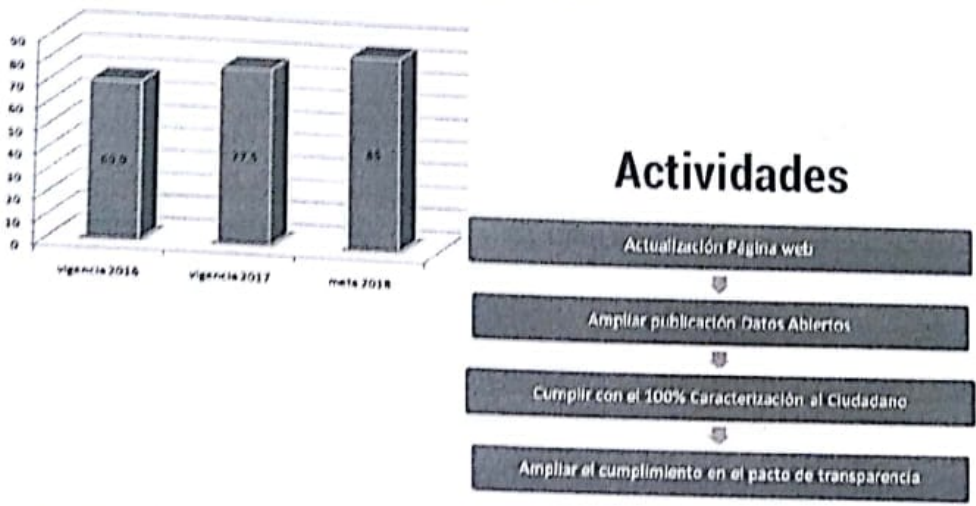 90
80
70
60
50
40
30
20
10
0
69.9
77.5
85
vigencia 2016
vigencia 2017
meta 2018
Actividades
Actualización Página web
Ampliar publicación Datos Abiertos
Cumplir con el 100% Caracterización al Ciudadano
Ampliar el cumplimiento en el pacto de transparencia